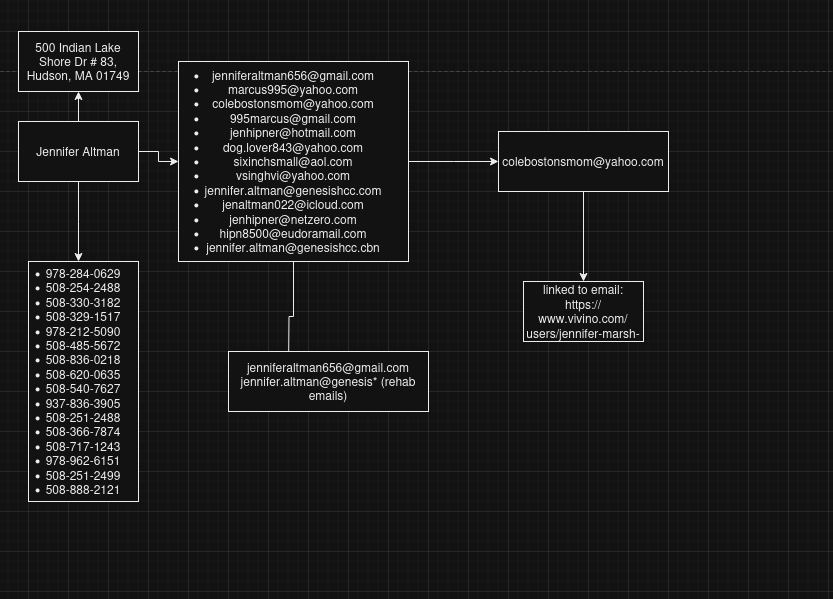 500 Indian Lake
Shore Dr # 83,
Hudson, MA 01749
Jennifer Altman
978-284-0629
508-254-2488
508-330-3182
508-329-1517
978-212-5090
508-485-5672
508-836-0218
508-620-0635
508-540-7627
937-836-3905
508-251-2488
508-366-7874
508-717-1243
978-962-6151
508-251-2499
508-888-2121
jenniferaltman656@gmail.com
marcus995@yahoo.com
colebostonsmom@yahoo.com
995marcus@gmail.com
jenhipner@hotmail.com
dog.lover843@yahoo.com
sixinchsmall@aol.com
vsinghvi@yahoo.com
jennifer.altman@genesishcc.com
jenaltman022@icloud.com
jenhipner@netzero.com
hipn8500@eudoramail.com
jennifer.altman@genesishcc.cbn
jenniferaltman656@gmail.com
jennifer.altman@genesis* (rehab
emails)
colebostonsmom@yahoo.com
linked to email:
https://
www.vivino.com/
users/jennifer-marsh-